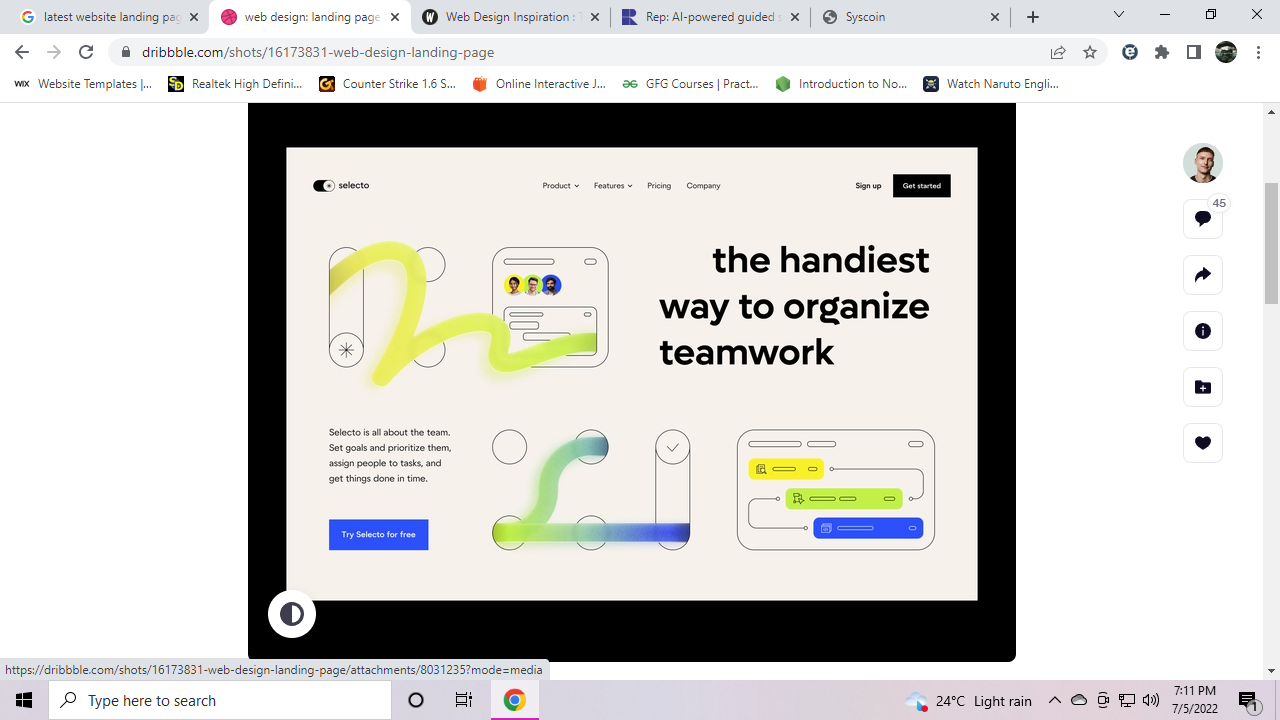 latest website landing pag
web design: landing page
Web Design Inspiration : T
Rep: AI-powered guided s
Syscoin
dribbble.com/shots/16173831-web-design-landing-page
WIX Website Templates |...
SD Realtek High Defini...
Counter Strike 1.6 S...
Online Interactive J...
GFG Courses | Pract...
Introduction to No...
Watch Naruto Engli...
selecto
Product
Features
Pricing
Company
Sign up
Get started
45
the handiest
way to organize
teamwork
Selecto is all about the team.
Set goals and prioritize them,
assign people to tasks, and
get things done in time.
Try Selecto for free
https://dribbble.com/shots/16173831-web-design-landing-page/attachments/8031235?mode=media
Type here to search
24°C Light rain
7:11 PM
7/5/2022
1